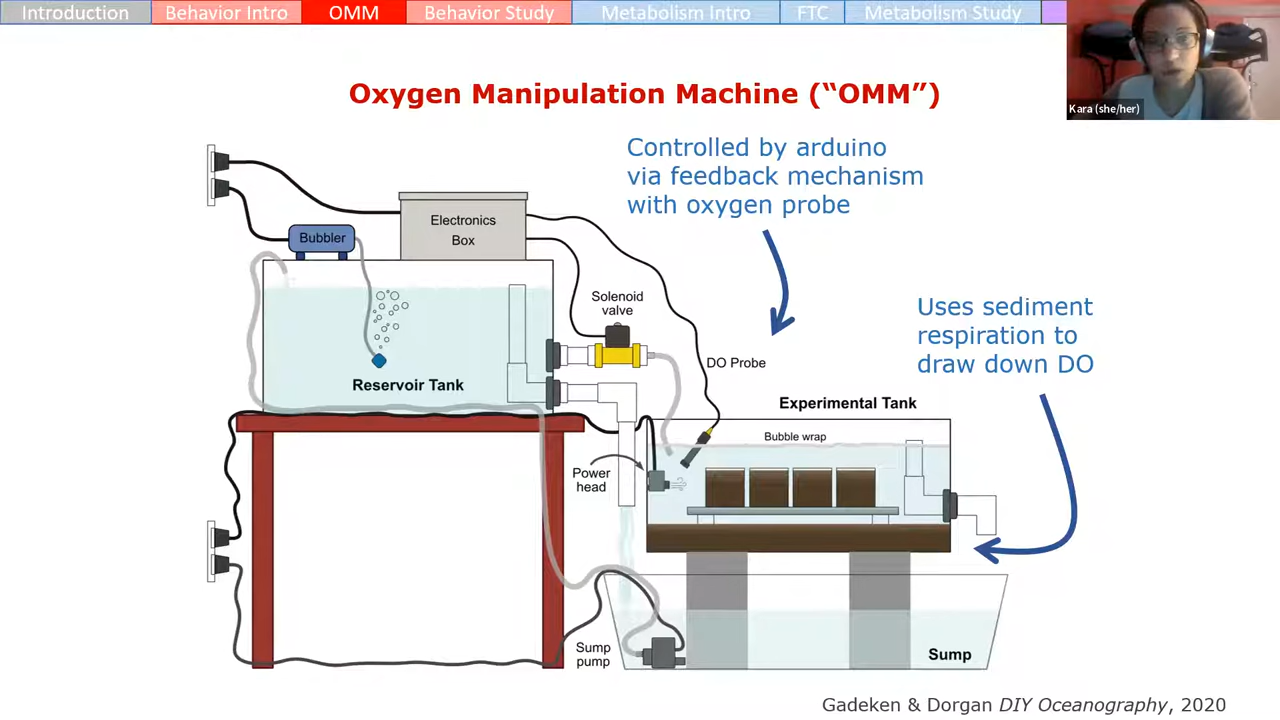 Introduction
Behavior Intro
OMM
Behavior Study
Metabolism Intro
FTC
Metabolism Study
Kara (she/her)
Oxygen Manipulation Machine (“OMM”)
Controlled by arduino
via feedback mechanism
with oxygen probe
Electronics
Box
Bubbler
Solenoid
valve
Uses sediment
respiration to
draw down DO
DO Probe
Reservoir Tank
Experimental Tank
Bubble wrap
Power
head
Sump
pump
Sump
Gadeken & Dorgan DIY Oceanography, 2020